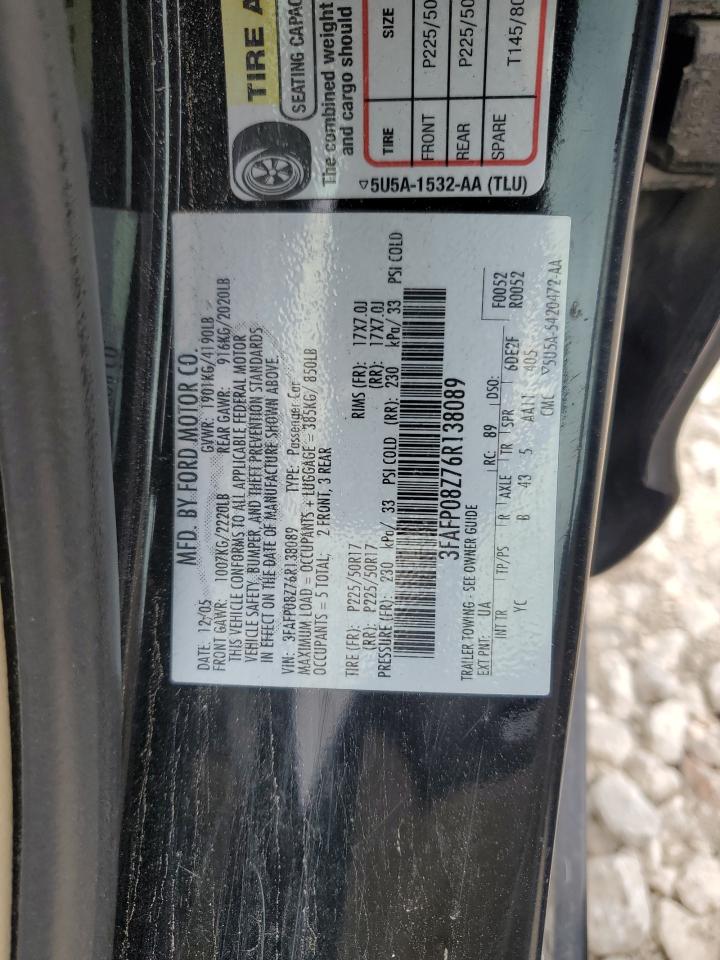 TIRE A
SEATING CAPAC
The combined weight
and cargo should
TIRE SIZE
FRONT P225/50
REAR P225/50
SPARE T145/80
5U5A-1532-AA (TLU)
MFD. BY FORD MOTOR CO.
DATE: 12/05 GVWR: 1901KG/4190LB
FRONT GAWR: 1007KG/2220LB REAR GAWR: 916KG/2020LB
THIS VEHICLE CONFORMS TO ALL APPLICABLE FEDERAL MOTOR
VEHICLE SAFETY, BUMPER, AND THEFT PREVENTION STANDARDS
IN EFFECT ON THE DATE OF MANUFACTURE SHOWN ABOVE.
VIN: 3FAFP08Z76R138089 TYPE: Passenger Car
MAXIMUM LOAD = OCCUPANTS + LUGGAGE = 385KG/ 850LB
OCCUPANTS = 5 TOTAL; 2 FRONT, 3 REAR
TIRE (FR): P225/50R17 RIMS (FR): 17X7.0J
(RR): P225/50R17 (RR): 17X7.0J
PRESSURE (FR): 230 kPa/ 33 PSI COLD (RR): 230 kPa/ 33 PSI COLD
3FAFP08Z76R138089
TRAILER TOWING - SEE OWNER GUIDE
EXT PNT: UA RC: 89 DSO: F0052
R0052
INT TR TP/PS R AXLE TR SPR 6DE2F
YC B 43 5 AA11 405
CMC 5U5A-5420472-AA